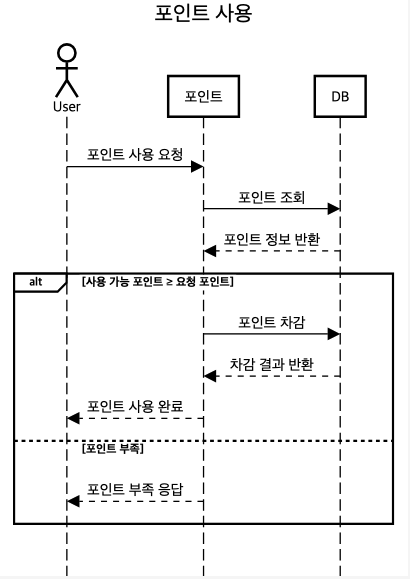 포인트 사용
User
포인트
DB
포인트 사용 요청
포인트 조회
포인트 정보 반환
alt
[사용 가능 포인트 ≥ 요청 포인트]
포인트 차감
차감 결과 반환
포인트 사용 완료
[포인트 부족]
포인트 부족 응답